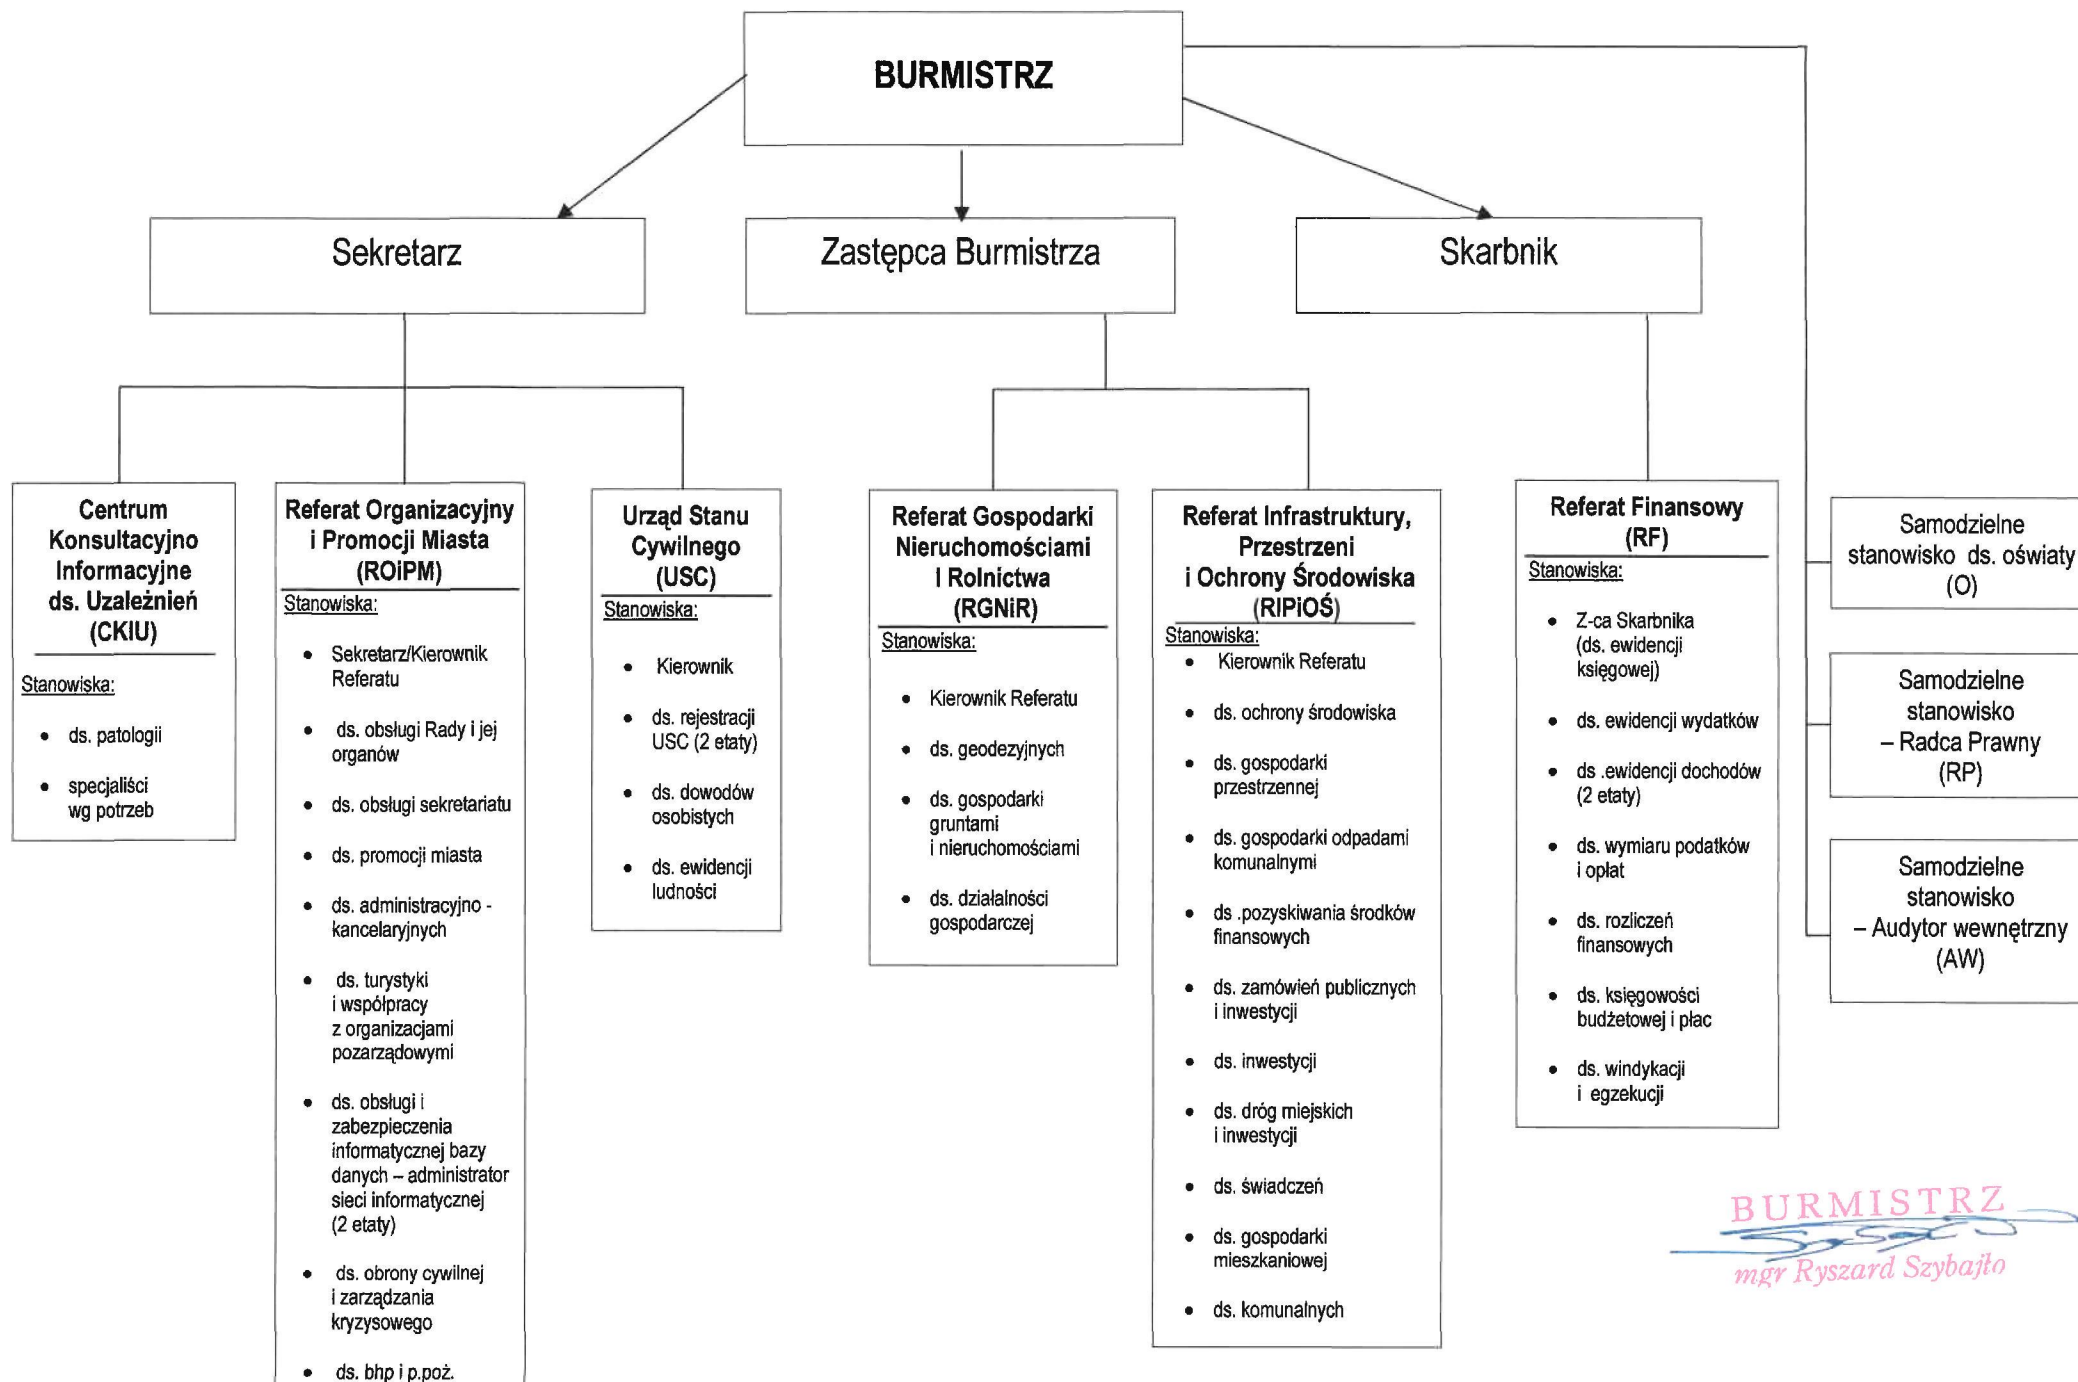 BURMISTRZ
Sekretarz
Zastępca Burmistrza
Skarbnik
Centrum
Konsultacyjno
Informacyjne
ds. Uzależnień
(CKIU)
Stanowiska:
• ds. patologii
• specjaliści
wg potrzeb
Referat Organizacyjny
i Promocji Miasta
(ROiPM)
Stanowiska:
• Sekretarz/Kierownik
Referatu
• ds. obsługi Rady i jej
organów
• ds. obsługi sekretariatu
• ds. promocji miasta
• ds. administracyjno -
kancelaryjnych
• ds. turystyki
i współpracy
z organizacjami
pozarządowymi
• ds. obsługi i
zabezpieczenia
informatycznej bazy
danych – administrator
sieci informatycznej
(2 etaty)
• ds. obrony cywilnej
i zarządzania
kryzysowego
• ds. bhp i p.poż.
Urząd Stanu
Cywilnego
(USC)
Stanowiska:
• Kierownik
• ds. rejestracji
USC (2 etaty)
• ds. dowodów
osobistych
• ds. ewidencji
ludności
Referat Gospodarki
Nieruchomościami
i Rolnictwa
(RGNiR)
Stanowiska:
• Kierownik Referatu
• ds. geodezyjnych
• ds. gospodarki
gruntami
i nieruchomościami
• ds. działalności
gospodarczej
Referat Infrastruktury,
Przestrzeni
i Ochrony Środowiska
(RIPiOŚ)
Stanowiska:
• Kierownik Referatu
• ds. ochrony środowiska
• ds. gospodarki
przestrzennej
• ds. gospodarki odpadami
komunalnymi
• ds .pozyskiwania środków
finansowych
• ds. zamówień publicznych
i inwestycji
• ds. inwestycji
• ds. dróg miejskich
i inwestycji
• ds. świadczeń
• ds. gospodarki
mieszkaniowej
• ds. komunalnych
Referat Finansowy
(RF)
Stanowiska:
• Z-ca Skarbnika
(ds. ewidencji
księgowej)
• ds. ewidencji wydatków
• ds .ewidencji dochodów
(2 etaty)
• ds. wymiaru podatków
i opłat
• ds. rozliczeń
finansowych
• ds. księgowości
budżetowej i płac
• ds. windykacji
i egzekucji
Samodzielne
stanowisko ds. oświaty
(O)
Samodzielne
stanowisko
– Radca Prawny
(RP)
Samodzielne
stanowisko
– Audytor wewnętrzny
(AW)
BURMISTRZ
mgr Ryszard Szybajło